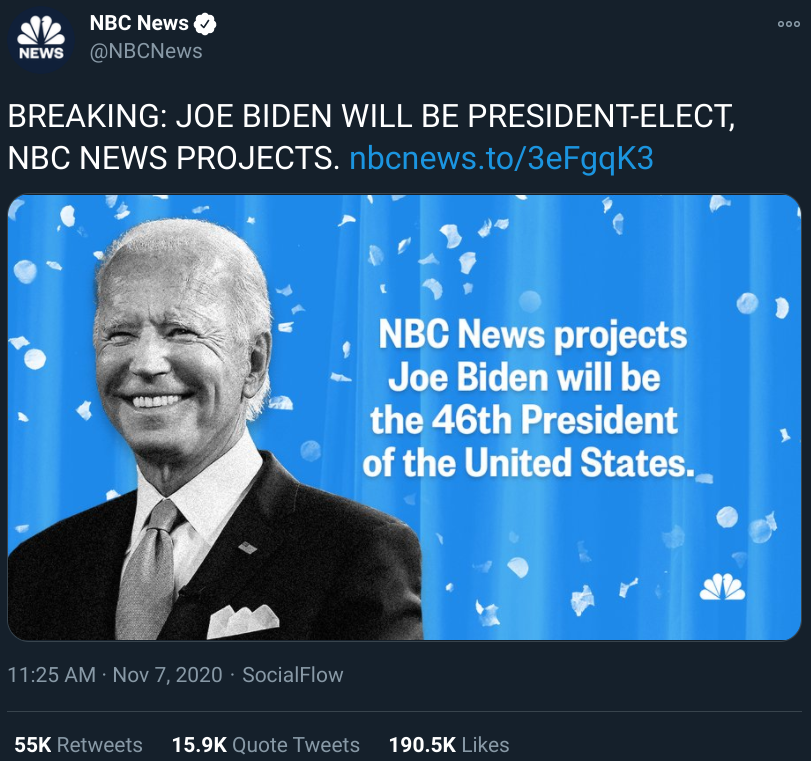 NBC News
NEWS
@NBCNews
BREAKING: JOE BIDEN WILL BE PRESIDENT-ELECT,
NBC NEWS PROJECTS. nbcnews.to/3eFgqK3
NBC News projects
Joe Biden will be
the 46th President
of the United States.
11:25 AM · Nov 7, 2020 · SocialFlow
55K Retweets 15.9K Quote Tweets 190.5K Likes